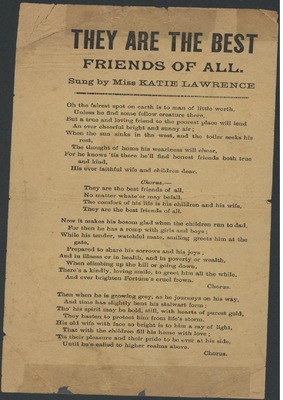 THEY ARE THE BEST
FRIENDS OF ALL.
Sung by Miss KATIE LAWRENCE
Oh the fairest spot on earth is to man of little worth,
Unless he find some fellow creature there,
But a true and loving friend to the poorest place will lend
An ever cheerful bright and sunny air;
When the sun sinks in the west, and the toiler seeks his
rest,
The thought of home his weariness will cheer,
For he knows 'tis there he'll find honest friends both true
and kind,
His ever faithful wife and children dear.
Chorus.—
They are the best friends of all,
No matter whate'er may befall,
The comfort of his life is his children and his wife,
They are the best friends of all.
Now it makes his bosom glad when the children run to dad,
For then he has a romp with girls and boys;
While his tender, watchful mate, smiling greets him at the
gate,
Prepared to share his sorrows and his joys;
And in illness or in health, and in poverty or wealth,
When climbing up the hill or going down,
There's a kindly, loving smile, to greet him all the while,
And ever brighten Fortune's cruel frown.
Chorus.
Then when he is growing grey, as he journeys on his way,
And time has slightly bent his stalwart form;
Tho' his spirit may be bold, still, with hearts of purest gold,
They hasten to protect him from life's storm.
His old wife with face so bright is to him a ray of light,
That with the children fill his home with love;
'Tis their pleasure and their pride to be ever at his side,
Until he's called to higher realms above.
Chorus.